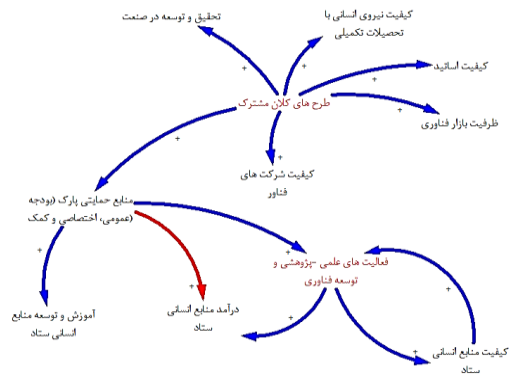 تحقیق و توسعه در صنعت
کیفیت نیروی انسانی با
تحصیلات تکمیلی
کیفیت اساتید
طرح های کلان مشترک
ظرفیت بازار فناوری
کیفیت شرکت های
فناور
منابع حمایتی پارک (بودجه
عمومی، اختصاصی و کمک)
فعالیت های علمی -پژوهشی و
توسعه فناوری
آموزش و توسعه منابع
انسانی ستاد
درآمد منابع انسانی
ستاد
کیفیت منابع انسانی
ستاد
+
+
+
+
+
+
+
+
+
+
+
+